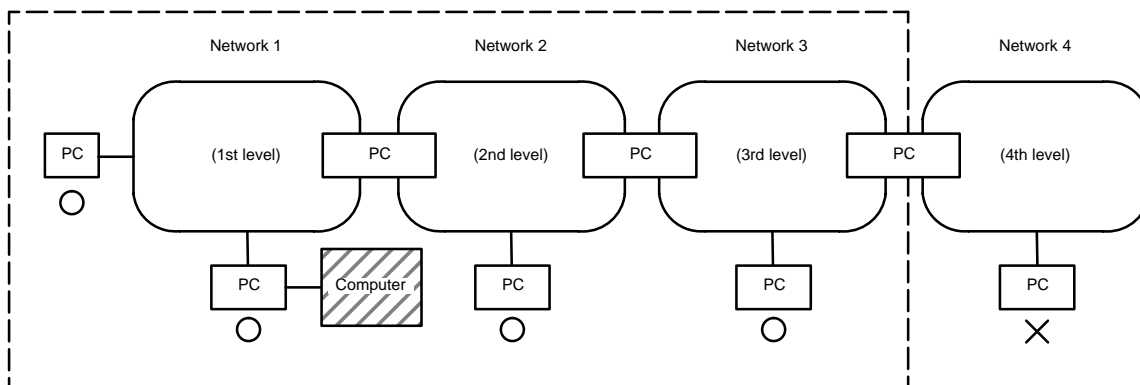 Network 1
Network 2
Network 3
Network 4
PC
(1st level)
PC
(2nd level)
PC
(3rd level)
PC
(4th level)
PC
Computer
PC
PC
PC